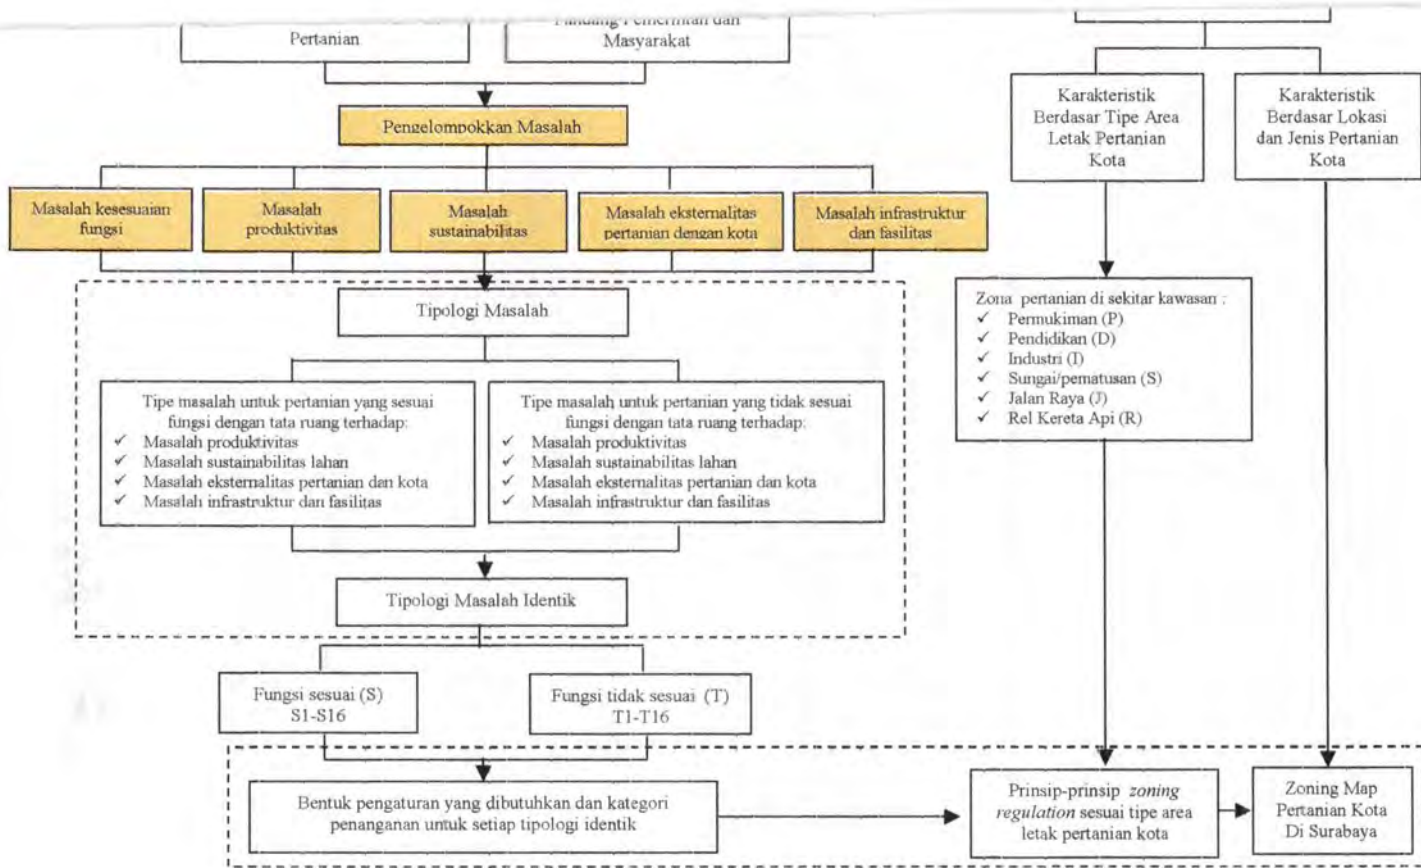 Pertanian
dan
Masyarakat
Pengelompokkan Masalah
Masalah kesesuaian
fungsi
Masalah
produktivitas
Masalah
sustainabilitas
Masalah eksternalitas
pertanian dengan kota
Masalah infrastruktur
dan fasilitas
Tipologi Masalah
Tipe masalah untuk pertanian yang sesuai
fungsi dengan tata ruang terhadap:
✓ Masalah produktivitas
✓ Masalah sustainabilitas lahan
✓ Masalah eksternalitas pertanian dan kota
✓ Masalah infrastruktur dan fasilitas
Tipe masalah untuk pertanian yang tidak sesuai
fungsi dengan tata ruang terhadap:
✓ Masalah produktivitas
✓ Masalah sustainabilitas lahan
✓ Masalah eksternalitas pertanian dan kota
✓ Masalah infrastruktur dan fasilitas
Tipologi Masalah Identik
Fungsi sesuai (S)
S1-S16
Fungsi tidak sesuai (T)
T1-T16
Bentuk pengaturan yang dibutuhkan dan kategori
penanganan untuk setiap tipologi identik
Karakteristik
Berdasar Tipe Area
Letak Pertanian
Kota
Karakteristik
Berdasar Lokasi
dan Jenis Pertanian
Kota
Zona pertanian di sekitar kawasan :
✓ Permukiman (P)
✓ Pendidikan (D)
✓ Industri (I)
✓ Sungai/pematusan (S)
✓ Jalan Raya (J)
✓ Rel Kereta Api (R)
Prinsip-prinsip zoning
regulation sesuai tipe area
letak pertanian kota
Zoning Map
Pertanian Kota
Di Surabaya